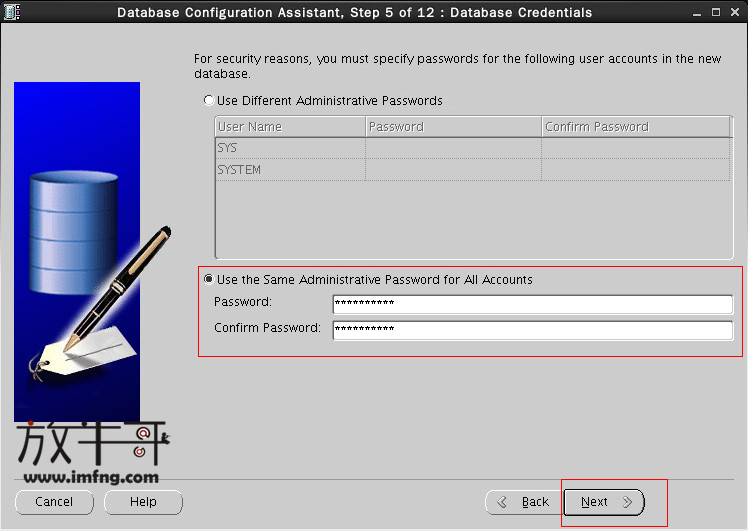 Database Configuration Assistant, Step 5 of 12 : Database Credentials
For security reasons, you must specify passwords for the following user accounts in the new
database.
Use Different Administrative Passwords
User Name Password Confirm Password
SYS
SYSTEM
Use the Same Administrative Password for All Accounts
Password: **********
Confirm Password: **********
放牛哥
www.imfng.com
Cancel Help Back Next